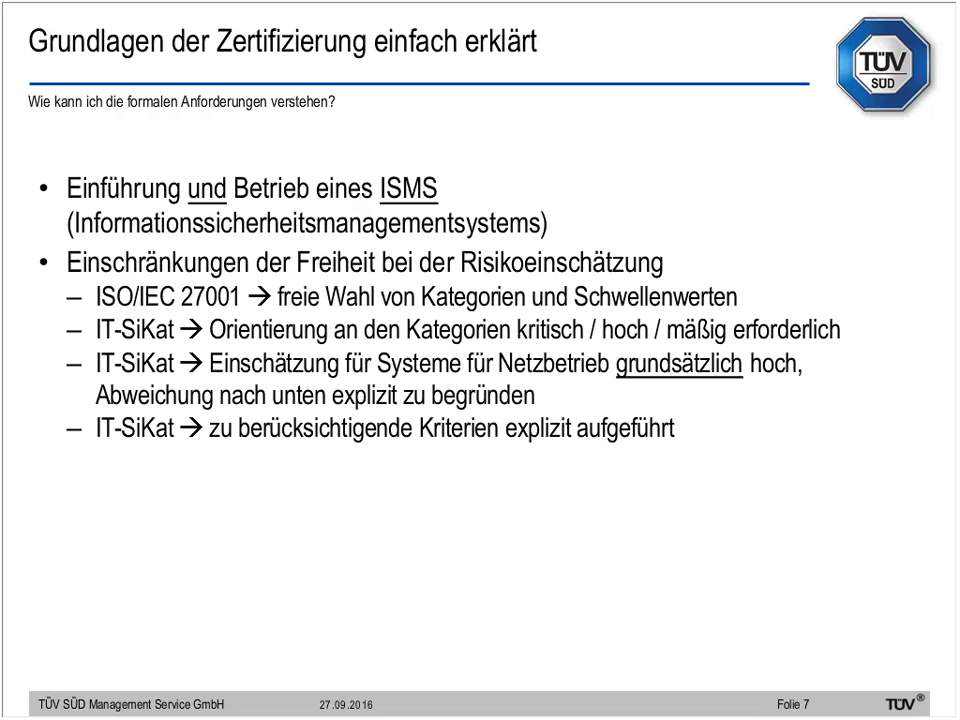 Grundlagen der Zertifizierung einfach erklärt
TÜV
SÜD
Wie kann ich die formalen Anforderungen verstehen?
• Einführung und Betrieb eines ISMS
(Informationssicherheitsmanagementsystems)
• Einschränkungen der Freiheit bei der Risikoeinschätzung
– ISO/IEC 27001 → freie Wahl von Kategorien und Schwellenwerten
– IT-SiKat → Orientierung an den Kategorien kritisch / hoch / mäßig erforderlich
– IT-SiKat → Einschätzung für Systeme für Netzbetrieb grundsätzlich hoch,
Abweichung nach unten explizit zu begründen
– IT-SiKat → zu berücksichtigende Kriterien explizit aufgeführt
TÜV SÜD Management Service GmbH 27.09.2016 Folie 7 TÜV®